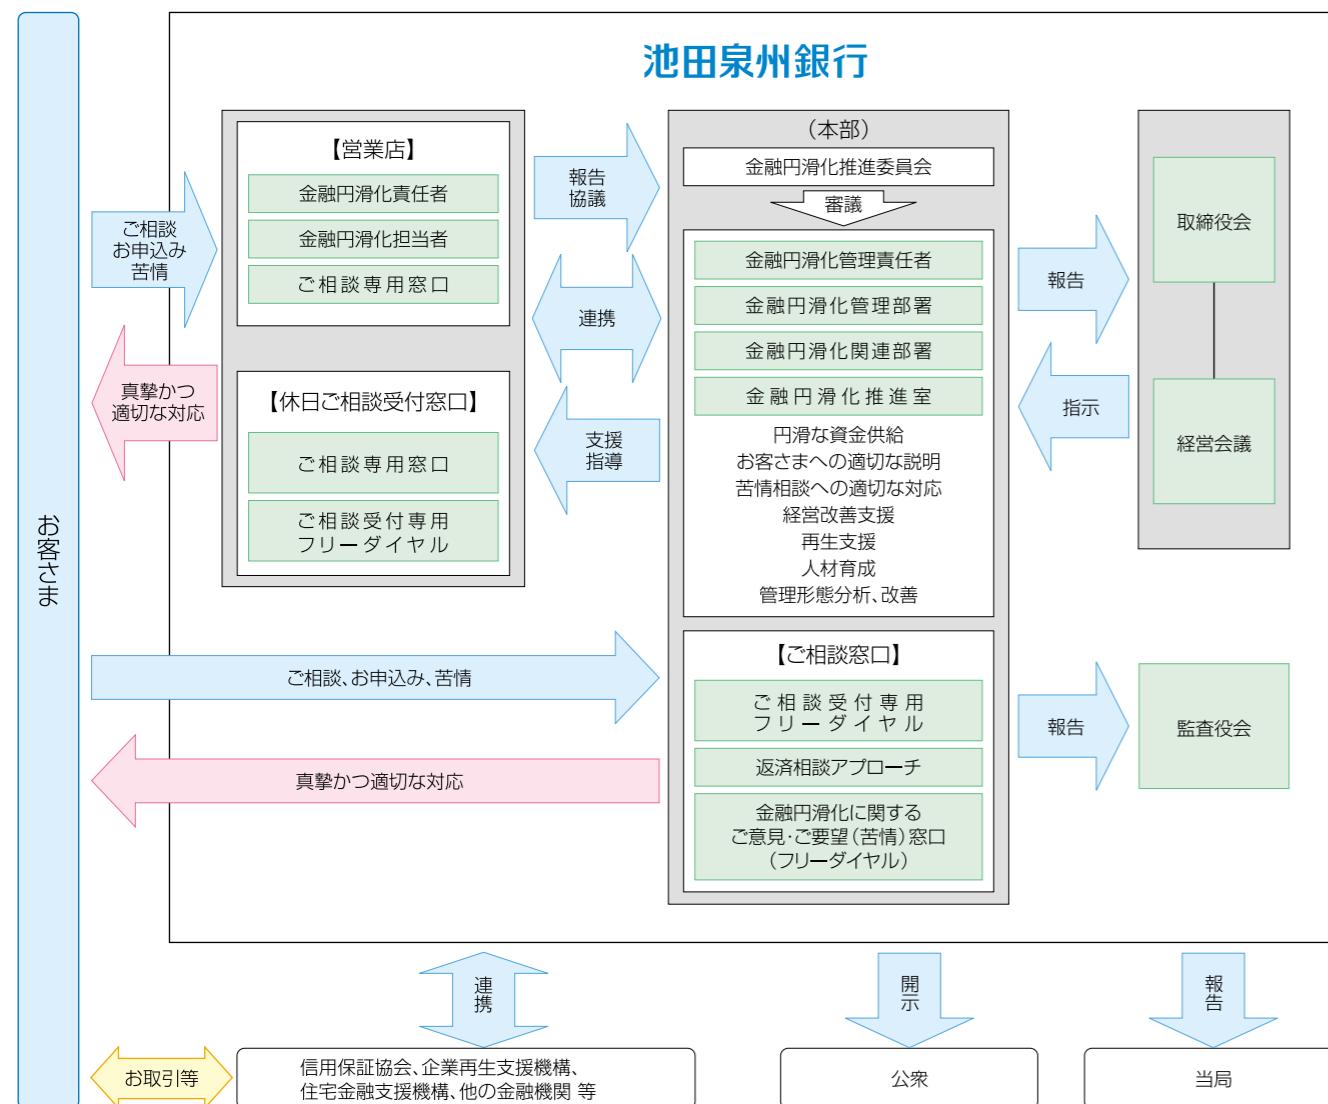 池田泉州銀行
お客さま
ご相談
お申込み
苦情
真摯かつ
適切な対応
【営業店】
金融円滑化責任者
金融円滑化担当者
ご相談専用窓口
【休日ご相談受付窓口】
ご相談専用窓口
ご相談受付専用
フリーダイヤル
報告
協議
連携
支援
指導
(本部)
金融円滑化推進委員会
審議
金融円滑化管理責任者
金融円滑化管理部署
金融円滑化関連部署
金融円滑化推進室
円滑な資金供給
お客さまへの適切な説明
苦情相談への適切な対応
経営改善支援
再生支援
人材育成
管理形態分析、改善
報告
指示
取締役会
経営会議
ご相談、お申込み、苦情
真摯かつ適切な対応
【ご相談窓口】
ご相談受付専用
フリーダイヤル
返済相談アプローチ
金融円滑化に関する
ご意見・ご要望(苦情)窓口
(フリーダイヤル)
報告
監査役会
連携
開示
報告
お取引等
信用保証協会、企業再生支援機構、
住宅金融支援機構、他の金融機関 等
公衆
当局